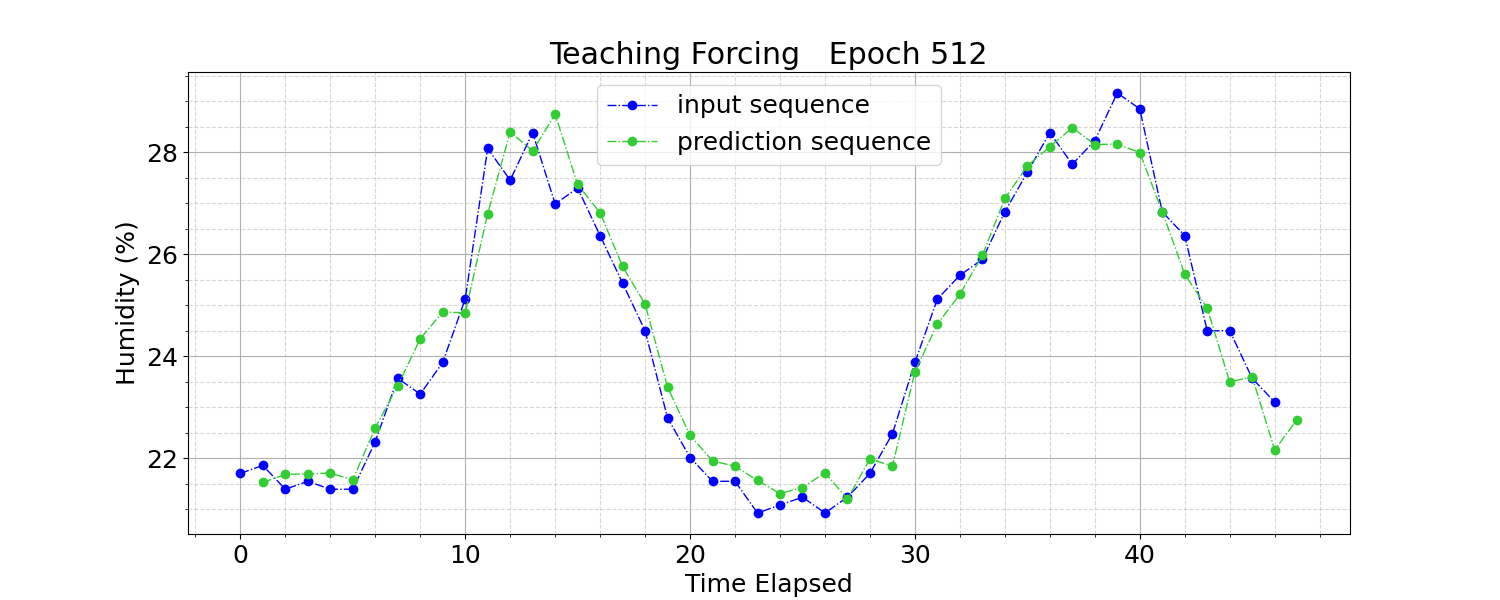 Teaching Forcing   Epoch 512
input sequence
prediction sequence
Humidity (%)
28
26
24
22
0 10 20 30 40
Time Elapsed